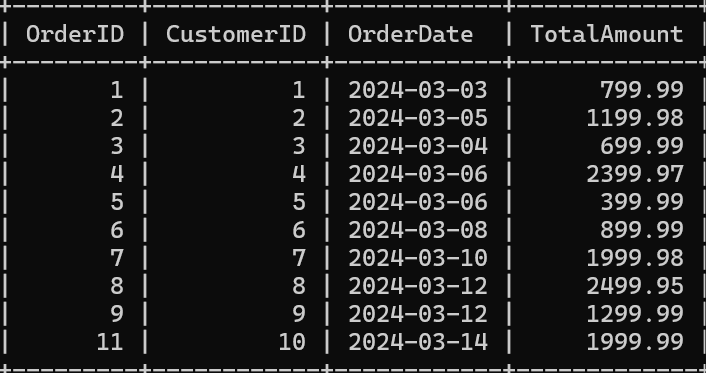 | OrderID | CustomerID | OrderDate  | TotalAmount |
|       1 |          1 | 2024-03-03 |      799.99 |
|       2 |          2 | 2024-03-05 |     1199.98 |
|       3 |          3 | 2024-03-04 |      699.99 |
|       4 |          4 | 2024-03-06 |     2399.97 |
|       5 |          5 | 2024-03-06 |      399.99 |
|       6 |          6 | 2024-03-08 |      899.99 |
|       7 |          7 | 2024-03-10 |     1999.98 |
|       8 |          8 | 2024-03-12 |     2499.95 |
|       9 |          9 | 2024-03-12 |     1299.99 |
|      11 |         10 | 2024-03-14 |     1999.99 |